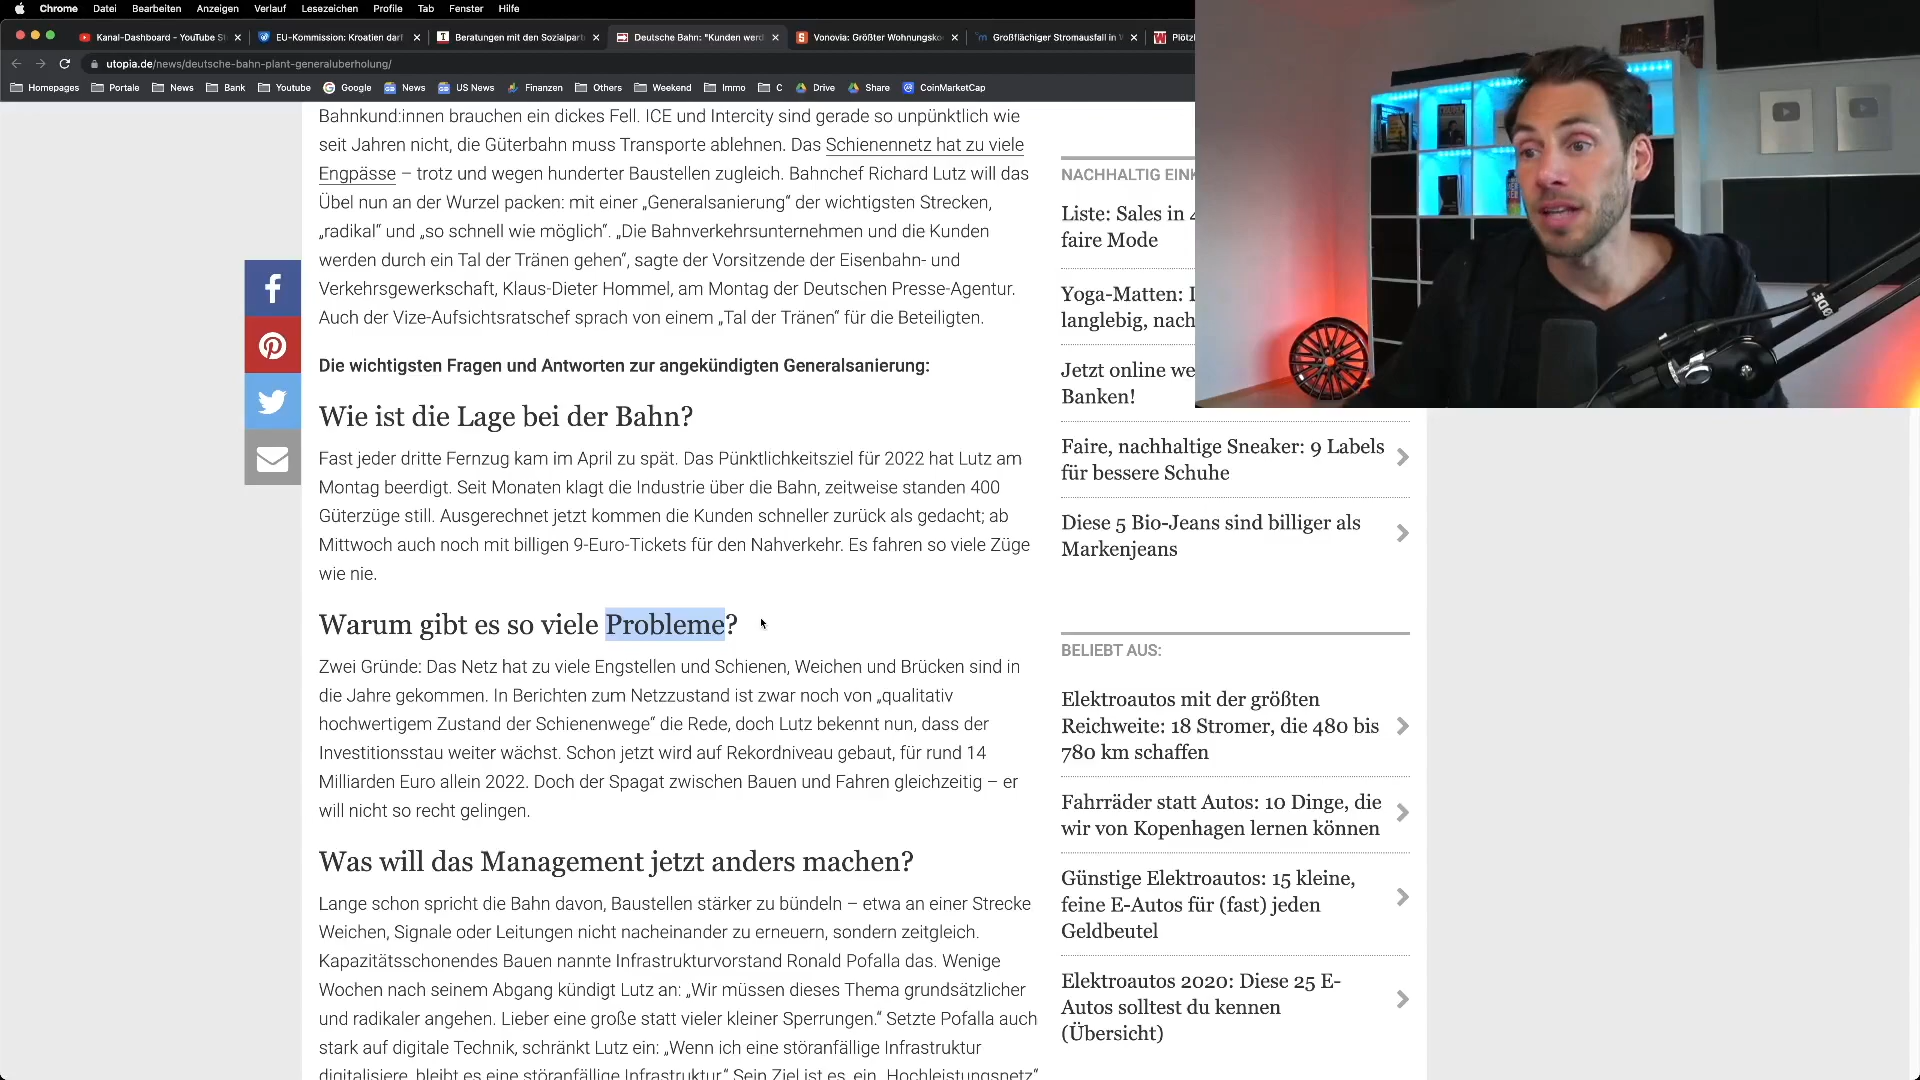 Chrome Datei Bearbeiten Anzeigen Verlauf Lesezeichen Profile Tab Fenster Hilfe
Kanal-Dashboard - YouTube St
EU-Kommission: Kroatien darf
Beratungen mit den Sozialpart
Deutsche Bahn: "Kunden werd
Vonovia: Größter Wohnungsko
Großflächiger Stromausfall in W
Plötzl
utopia.de/news/deutsche-bahn-plant-generaluberholung/
Homepages Portale News Bank Youtube Google News US News Finanzen Others Weekend Immo C Drive Share CoinMarketCap
Bahnkund:innen brauchen ein dickes Fell. ICE und Intercity sind gerade so unpünktlich wie
seit Jahren nicht, die Güterbahn muss Transporte ablehnen. Das Schienennetz hat zu viele
Engpässe – trotz und wegen hunderter Baustellen zugleich. Bahnchef Richard Lutz will das
Übel nun an der Wurzel packen: mit einer „Generalsanierung“ der wichtigsten Strecken,
„radikal“ und „so schnell wie möglich“. „Die Bahnverkehrsunternehmen und die Kunden
werden durch ein Tal der Tränen gehen“, sagte der Vorsitzende der Eisenbahn- und
Verkehrsgewerkschaft, Klaus-Dieter Hommel, am Montag der Deutschen Presse-Agentur.
Auch der Vize-Aufsichtsratschef sprach von einem „Tal der Tränen“ für die Beteiligten.
Die wichtigsten Fragen und Antworten zur angekündigten Generalsanierung:
Wie ist die Lage bei der Bahn?
Fast jeder dritte Fernzug kam im April zu spät. Das Pünktlichkeitsziel für 2022 hat Lutz am
Montag beerdigt. Seit Monaten klagt die Industrie über die Bahn, zeitweise standen 400
Güterzüge still. Ausgerechnet jetzt kommen die Kunden schneller zurück als gedacht; ab
Mittwoch auch noch mit billigen 9-Euro-Tickets für den Nahverkehr. Es fahren so viele Züge
wie nie.
Warum gibt es so viele Probleme?
Zwei Gründe: Das Netz hat zu viele Engstellen und Schienen, Weichen und Brücken sind in
die Jahre gekommen. In Berichten zum Netzzustand ist zwar noch von „qualitativ
hochwertigem Zustand der Schienenwege“ die Rede, doch Lutz bekennt nun, dass der
Investitionsstau weiter wächst. Schon jetzt wird auf Rekordniveau gebaut, für rund 14
Milliarden Euro allein 2022. Doch der Spagat zwischen Bauen und Fahren gleichzeitig – er
will nicht so recht gelingen.
Was will das Management jetzt anders machen?
Lange schon spricht die Bahn davon, Baustellen stärker zu bündeln – etwa an einer Strecke
Weichen, Signale oder Leitungen nicht nacheinander zu erneuern, sondern zeitgleich.
Kapazitätsschonendes Bauen nannte Infrastrukturvorstand Ronald Pofalla das. Wenige
Wochen nach seinem Abgang kündigt Lutz an: „Wir müssen dieses Thema grundsätzlicher
und radikaler angehen. Lieber eine große statt vieler kleiner Sperrungen.“ Setzte Pofalla auch
stark auf digitale Technik, schränkt Lutz ein: „Wenn ich eine störanfällige Infrastruktur
digitalisiere, bleibt es eine störanfällige Infrastruktur.“ Sein Ziel ist es, ein „Hochleistungsnetz“
NACHHALTIG EINK
Liste: Sales in 4
faire Mode
Yoga-Matten: 
langlebig, nach
Jetzt online we
Banken!
Faire, nachhaltige Sneaker: 9 Labels
für bessere Schuhe
Diese 5 Bio-Jeans sind billiger als
Markenjeans
BELIEBT AUS:
Elektroautos mit der größten
Reichweite: 18 Stromer, die 480 bis
780 km schaffen
Fahrräder statt Autos: 10 Dinge, die
wir von Kopenhagen lernen können
Günstige Elektroautos: 15 kleine,
feine E-Autos für (fast) jeden
Geldbeutel
Elektroautos 2020: Diese 25 E-
Autos solltest du kennen
(Übersicht)